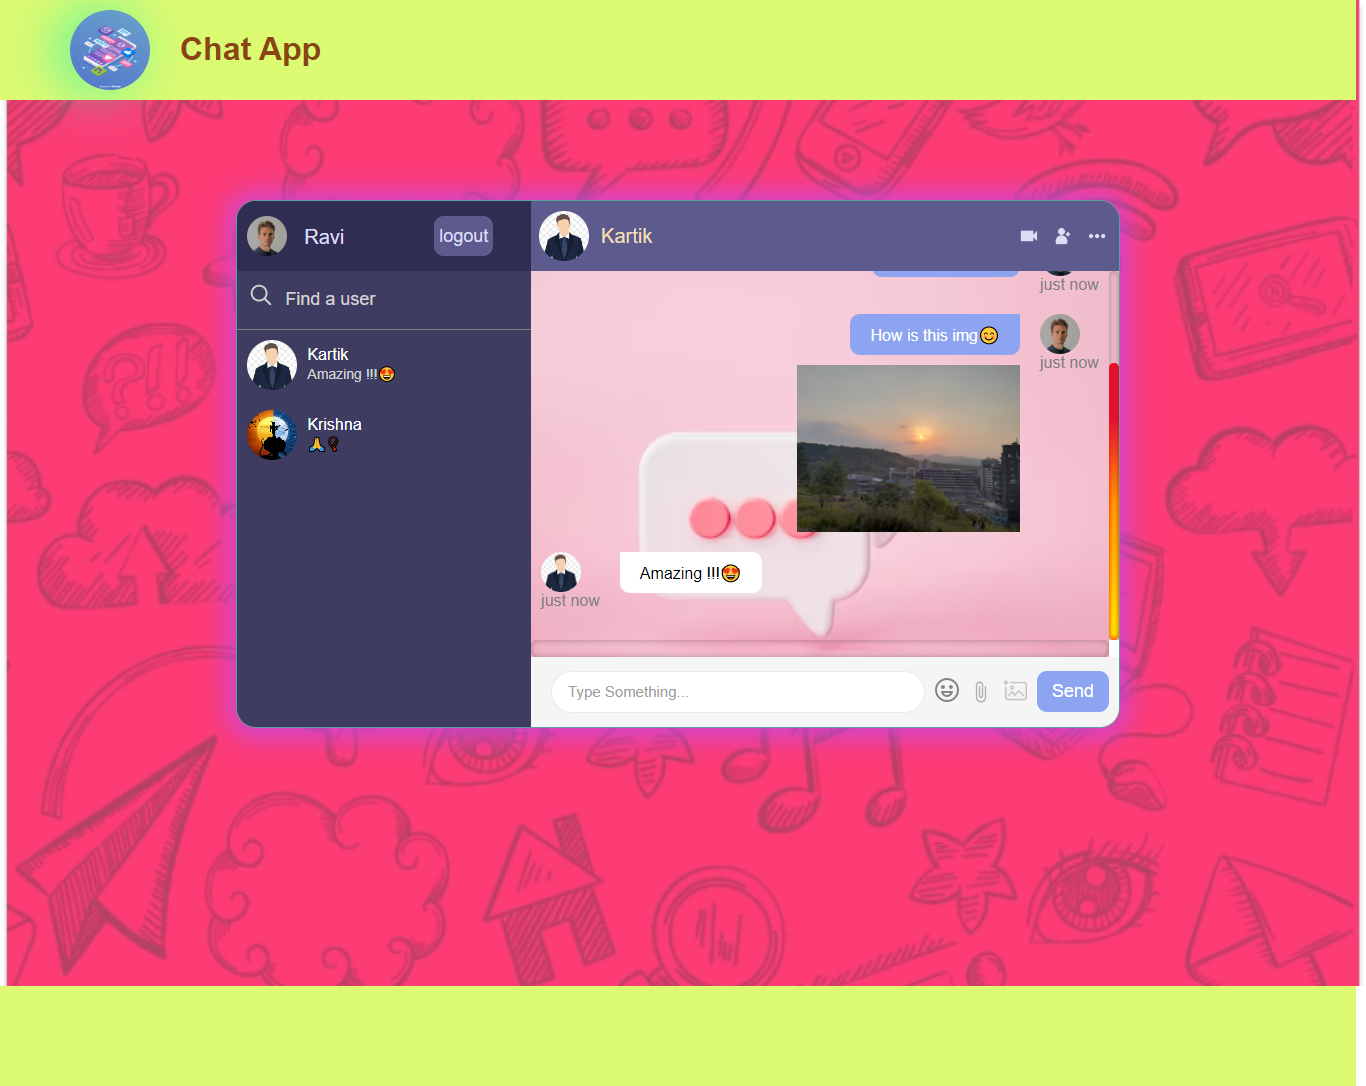 Chat App
Ravi
logout
Find a user
Kartik
Amazing !!!😍
Krishna
🙏
Kartik
just now
How is this img😊
just now
Amazing !!!😍
just now
Type Something...
Send